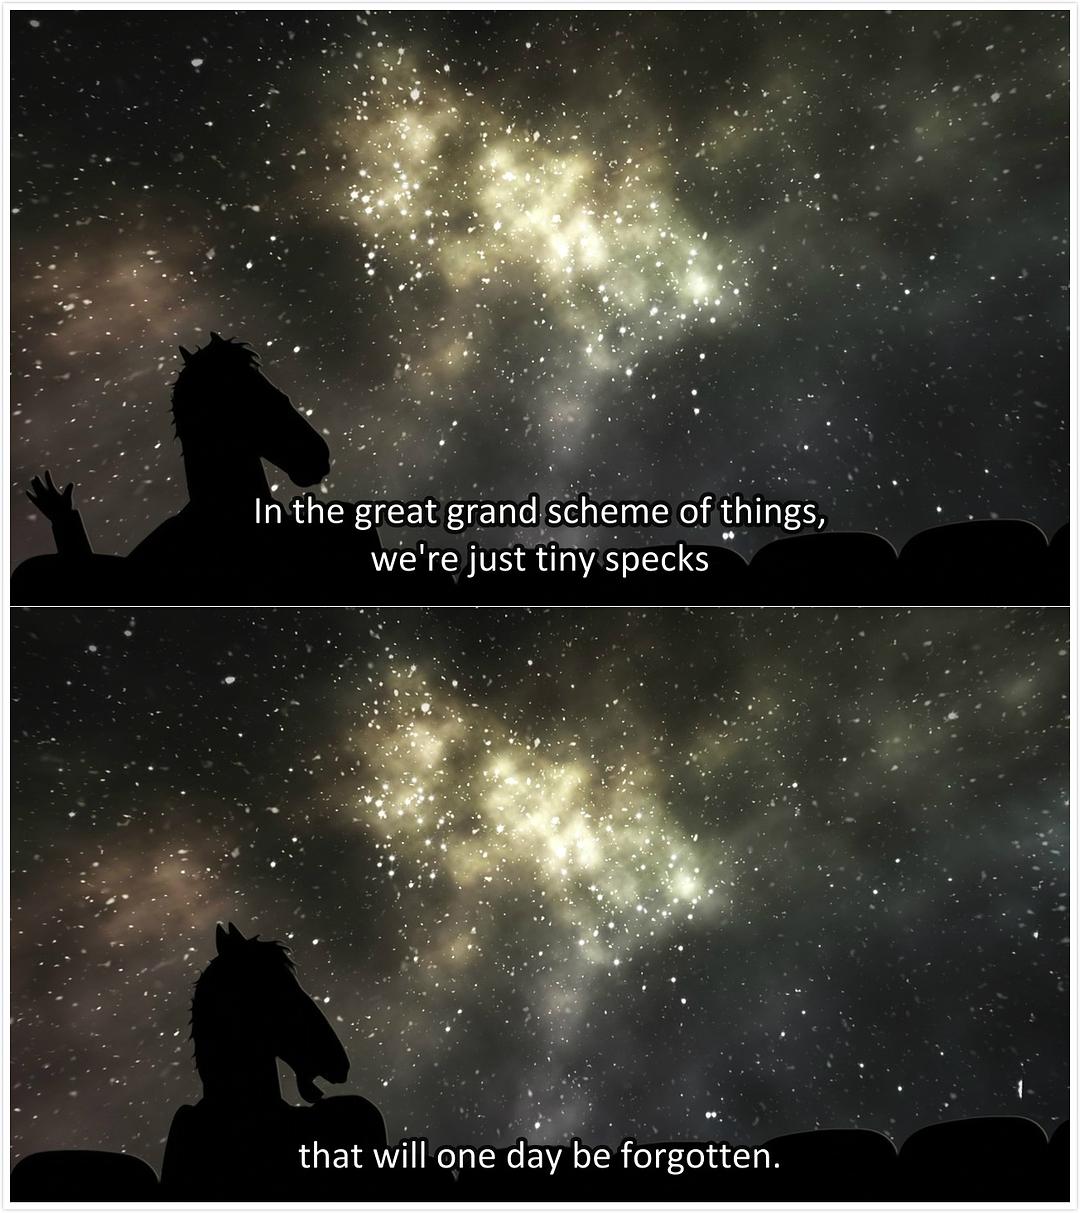 In the great grand scheme of things,
we're just tiny specks
that will one day be forgotten.